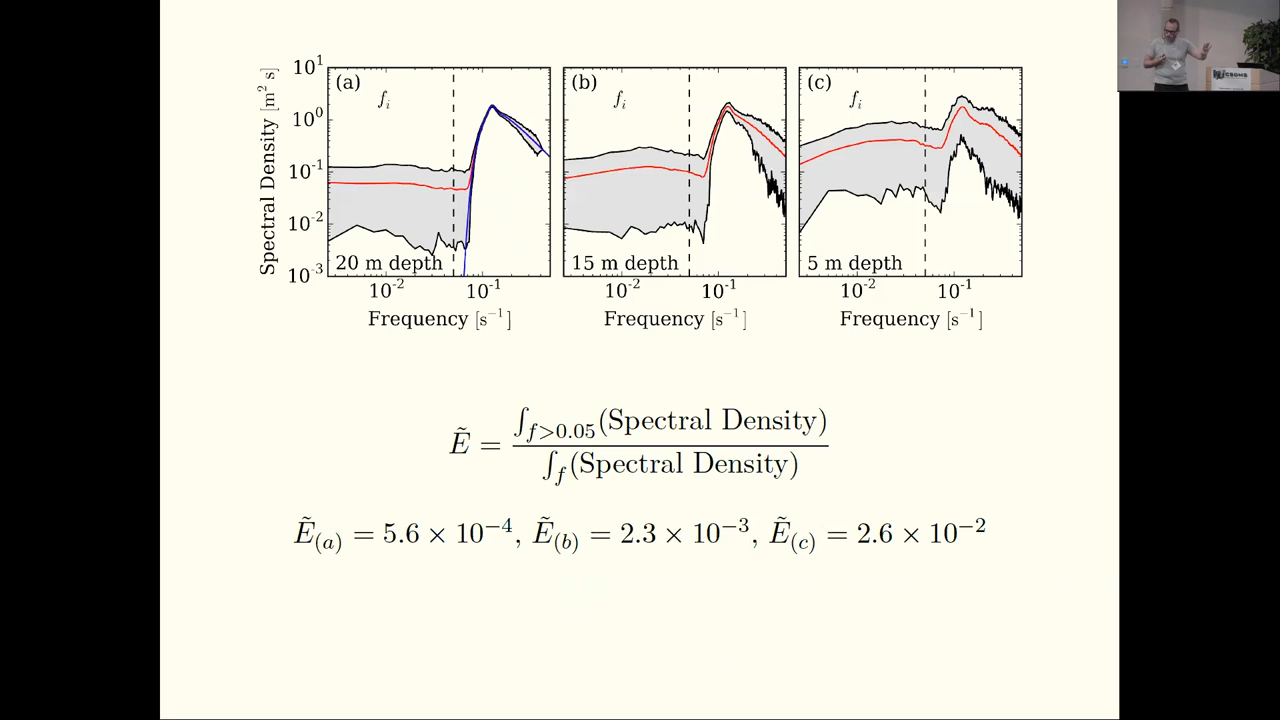 10^1
10^0
10^-1
10^-2
10^-3
Spectral Density [m² s]
(a)
f_i
20 m depth
10^-2 10^-1
Frequency [s^-1]
(b)
f_i
15 m depth
10^-2 10^-1
Frequency [s^-1]
(c)
f_i
5 m depth
10^-2 10^-1
Frequency [s^-1]
Ẽ = ∫_{f>0.05}(Spectral Density) / ∫_f(Spectral Density)
Ẽ_(a) = 5.6 × 10^-4, Ẽ_(b) = 2.3 × 10^-3, Ẽ_(c) = 2.6 × 10^-2
CSDMS